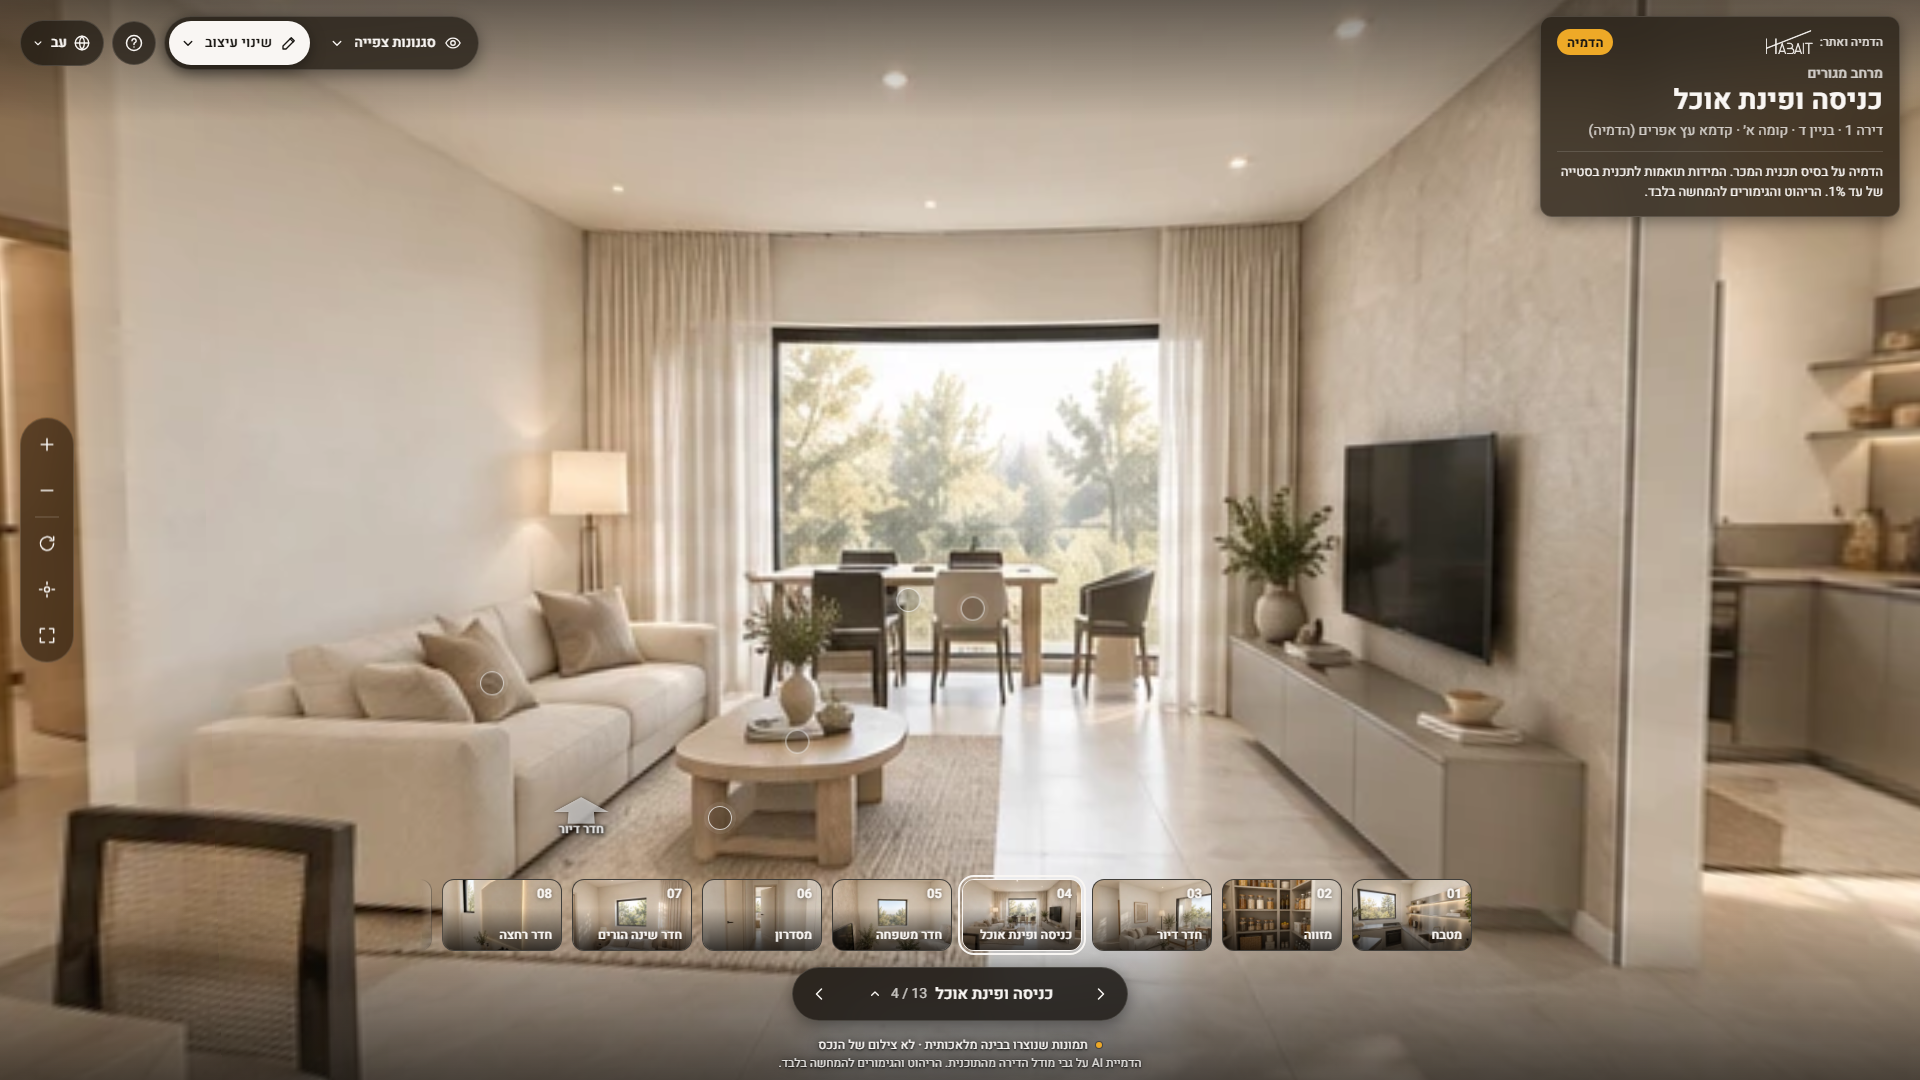 הדמיה ואתר: HABAIT
הדמיה
מרחב מגורים
כניסה ופינת אוכל
דירה 1 · בניין ד · קומה א׳ · קדמא עץ אפרים (הדמיה)
הדמיה על בסיס תכנית המכר. המידות תואמות לתכנית בסטייה
של עד 1%. הריהוט והגימורים להמחשה בלבד.
סגנונות צפייה
שינוי עיצוב
עב
חדר דיור
01 מטבח
02 מזווה
03 חדר דיור
04 כניסה ופינת אוכל
05 חדר משפחה
06 מסדרון
07 חדר שינה הורים
08 חדר רחצה
כניסה ופינת אוכל 4 / 13
תמונות שנוצרו בבינה מלאכותית · לא צילום של הנכס
הדמיית AI על גבי מודל הדירה מהתוכנית. הריהוט והגימורים להמחשה בלבד.